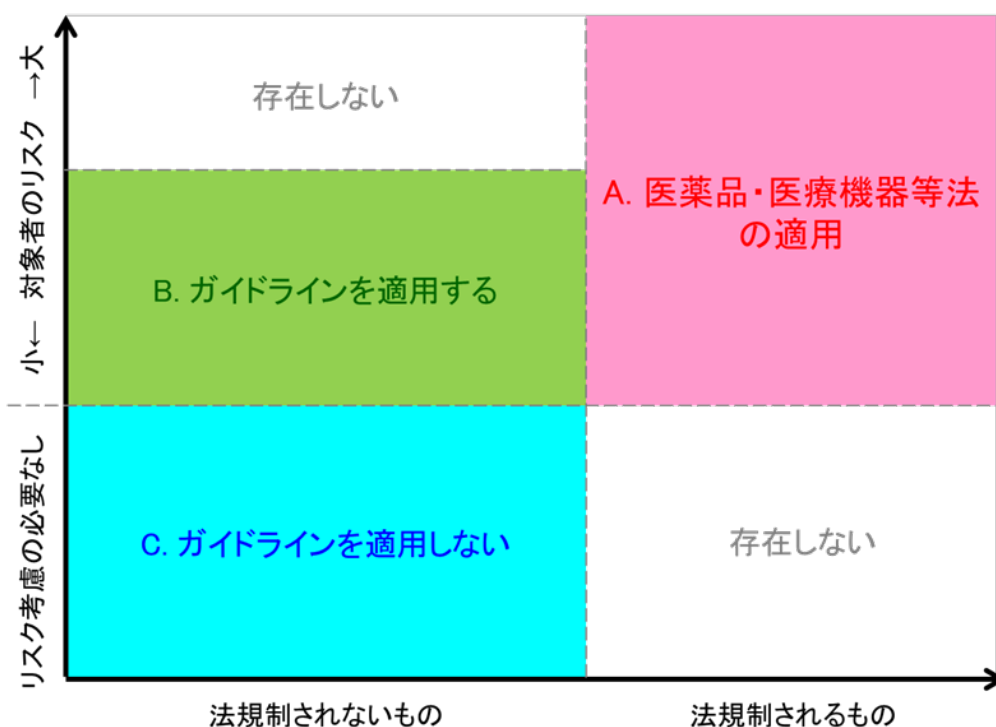 存在しない
A. 医薬品・医療機器等法
の適用
B. ガイドラインを適用する
C. ガイドラインを適用しない
存在しない
小← 対象者のリスク →大
リスク考慮の必要なし
法規制されないもの
法規制されるもの